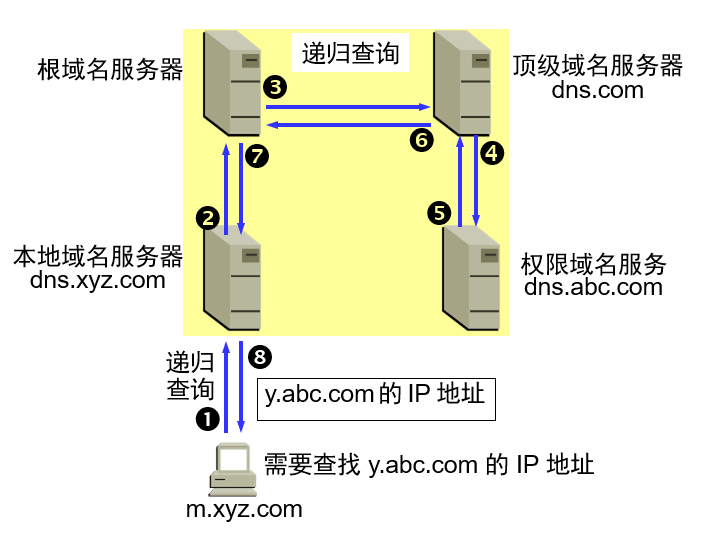 递归查询
根域名服务器
顶级域名服务器
dns.com
❸
❻
❼
❹
❷
❺
本地域名服务器
dns.xyz.com
权限域名服务
dns.abc.com
递归
查询
❽
❶
y.abc.com 的 IP 地址
需要查找 y.abc.com 的 IP 地址
m.xyz.com